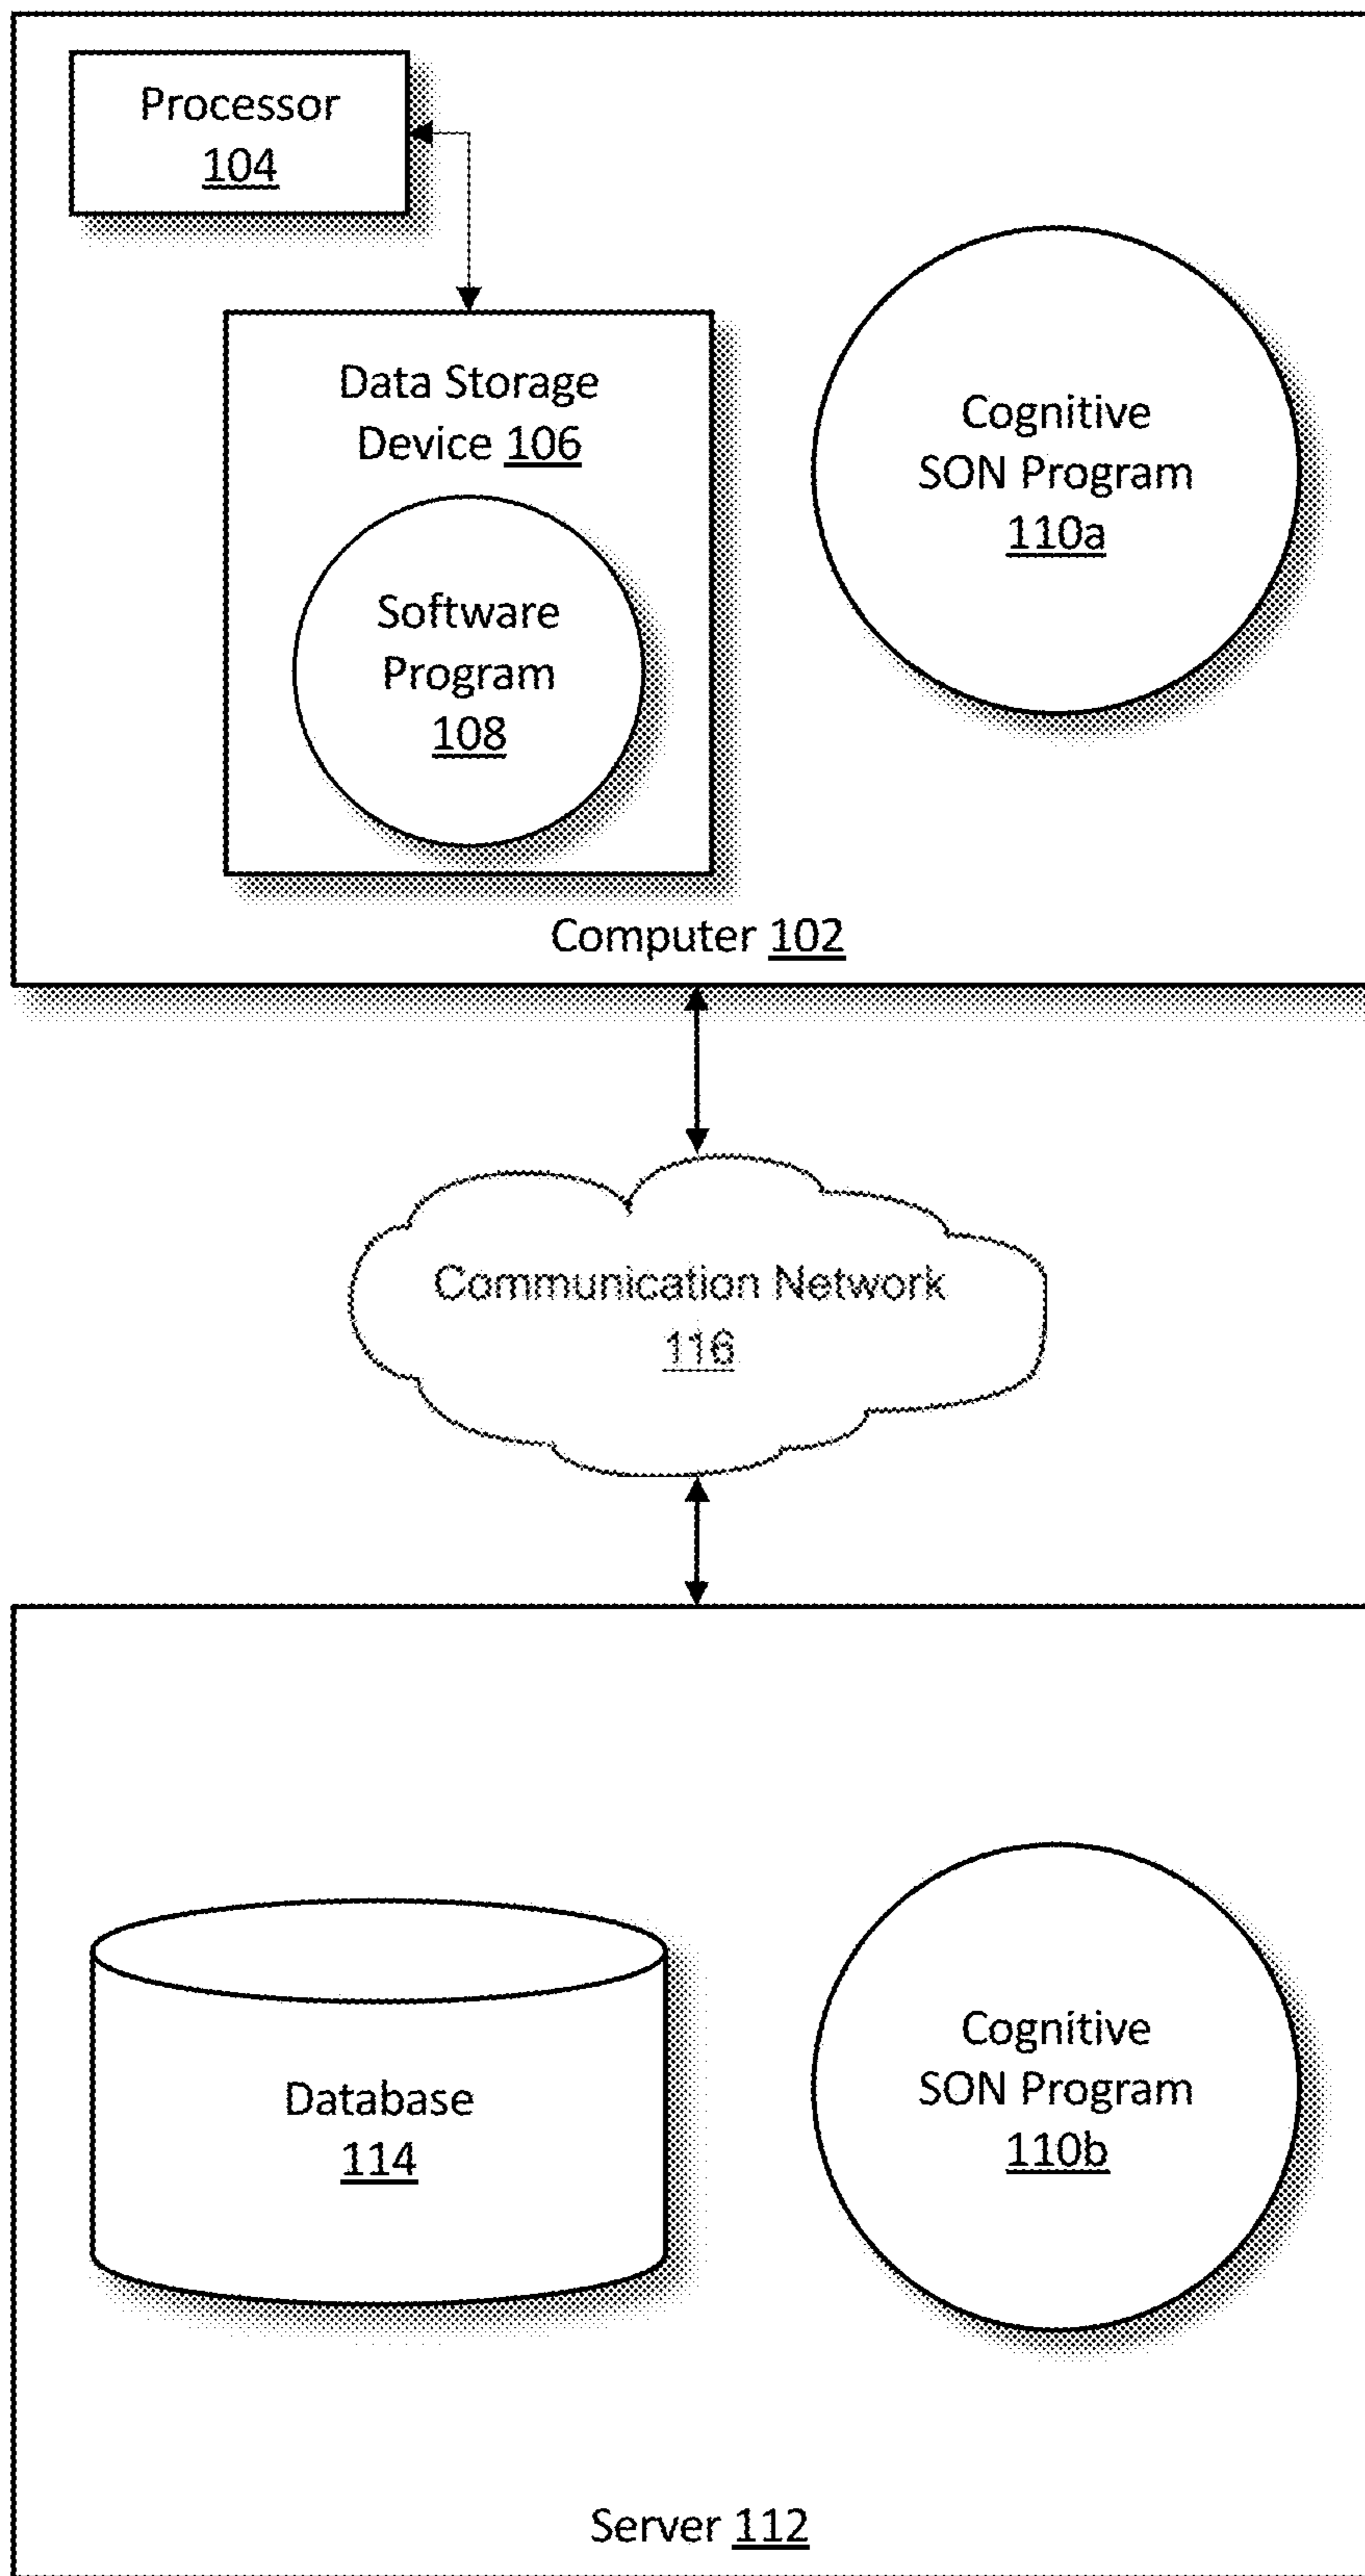 Processor
104
Data Storage
Device 106
Software
Program
108
Cognitive
SON Program
110a
Computer 102
Communication Network
116
Database
114
Cognitive
SON Program
110b
Server 112